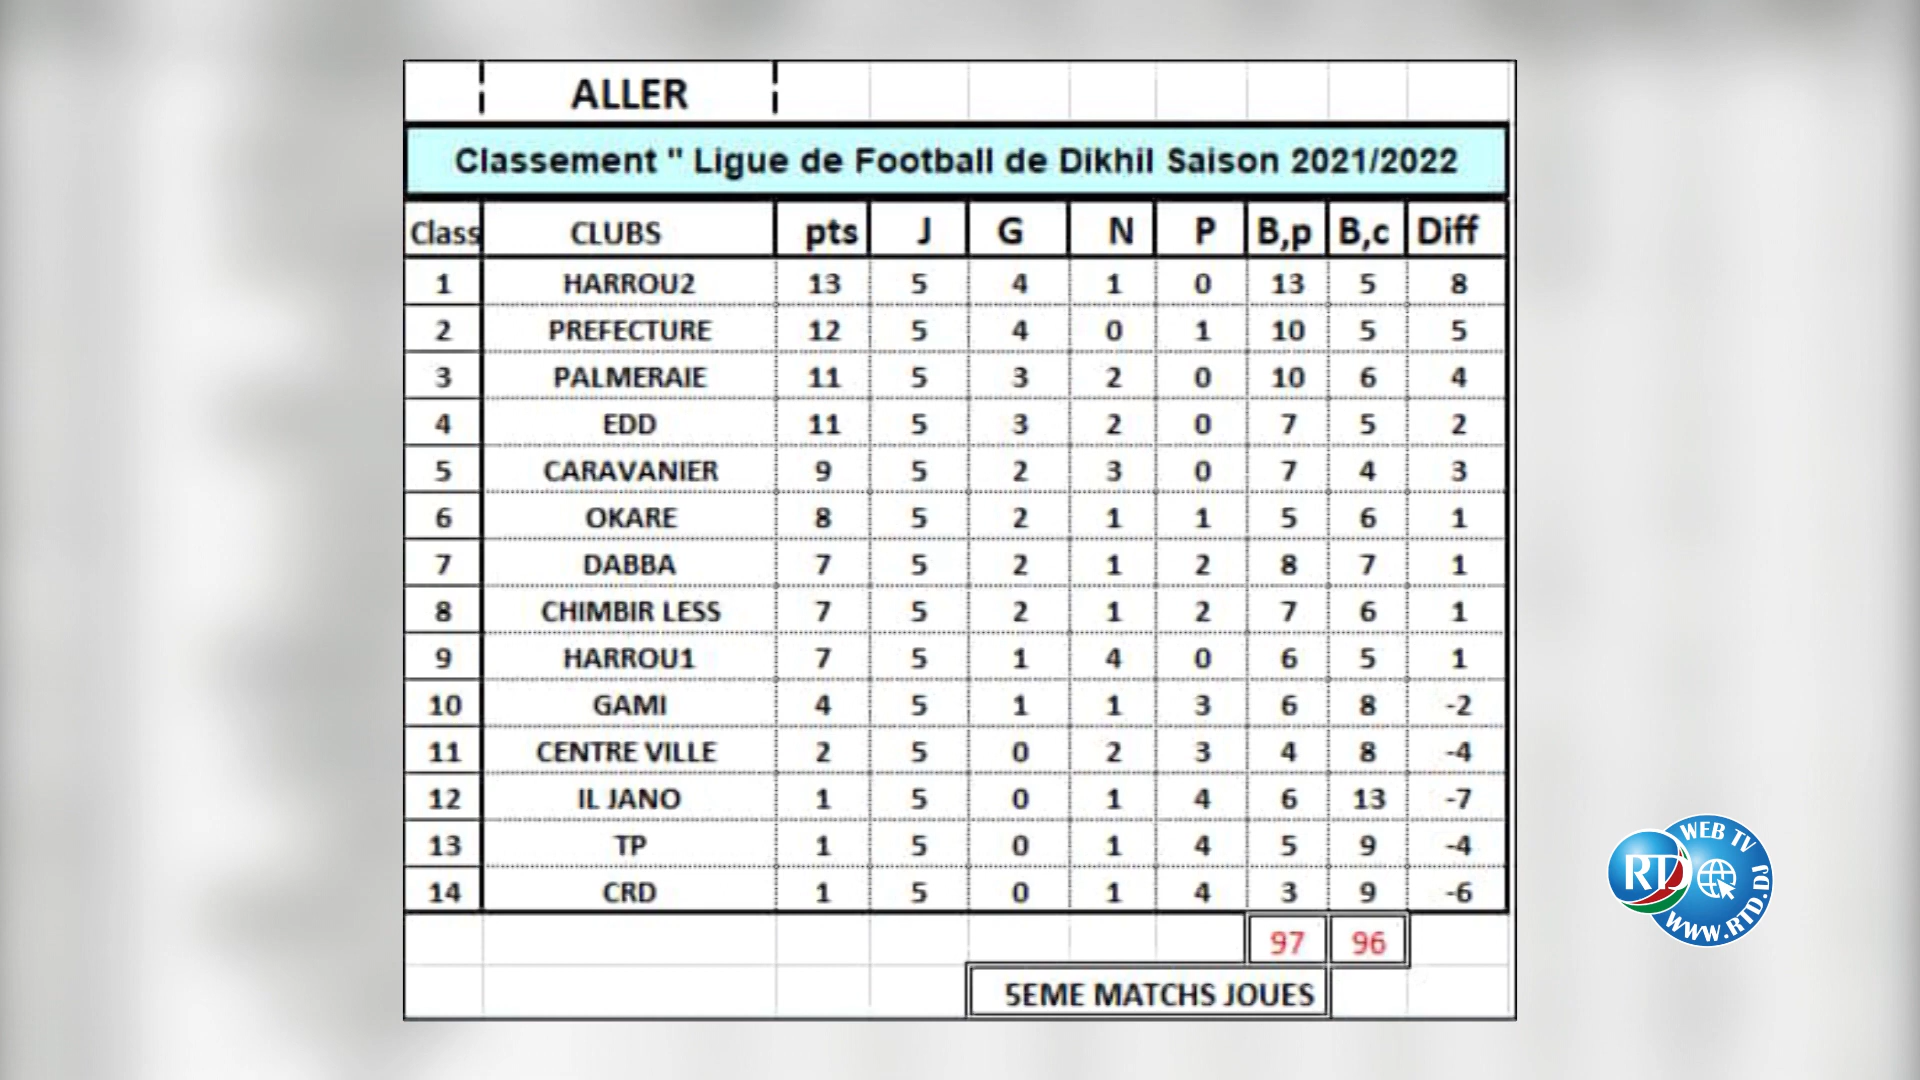 ALLER
Classement " Ligue de Football de Dikhil Saison 2021/2022
Class CLUBS pts J G N P B,p B,c Diff
1 HARROU2 13 5 4 1 0 13 5 8
2 PREFECTURE 12 5 4 0 1 10 5 5
3 PALMERAIE 11 5 3 2 0 10 6 4
4 EDD 11 5 3 2 0 7 5 2
5 CARAVANIER 9 5 2 3 0 7 4 3
6 OKARE 8 5 2 1 1 5 6 1
7 DABBA 7 5 2 1 2 8 7 1
8 CHIMBIR LESS 7 5 2 1 2 7 6 1
9 HARROU1 7 5 1 4 0 6 5 1
10 GAMI 4 5 1 1 3 6 8 -2
11 CENTRE VILLE 2 5 0 2 3 4 8 -4
12 IL JANO 1 5 0 1 4 6 13 -7
13 TP 1 5 0 1 4 5 9 -4
14 CRD 1 5 0 1 4 3 9 -6
97 96
5EME MATCHS JOUES
WEB TV
RTD
WWW.RTD.DJ